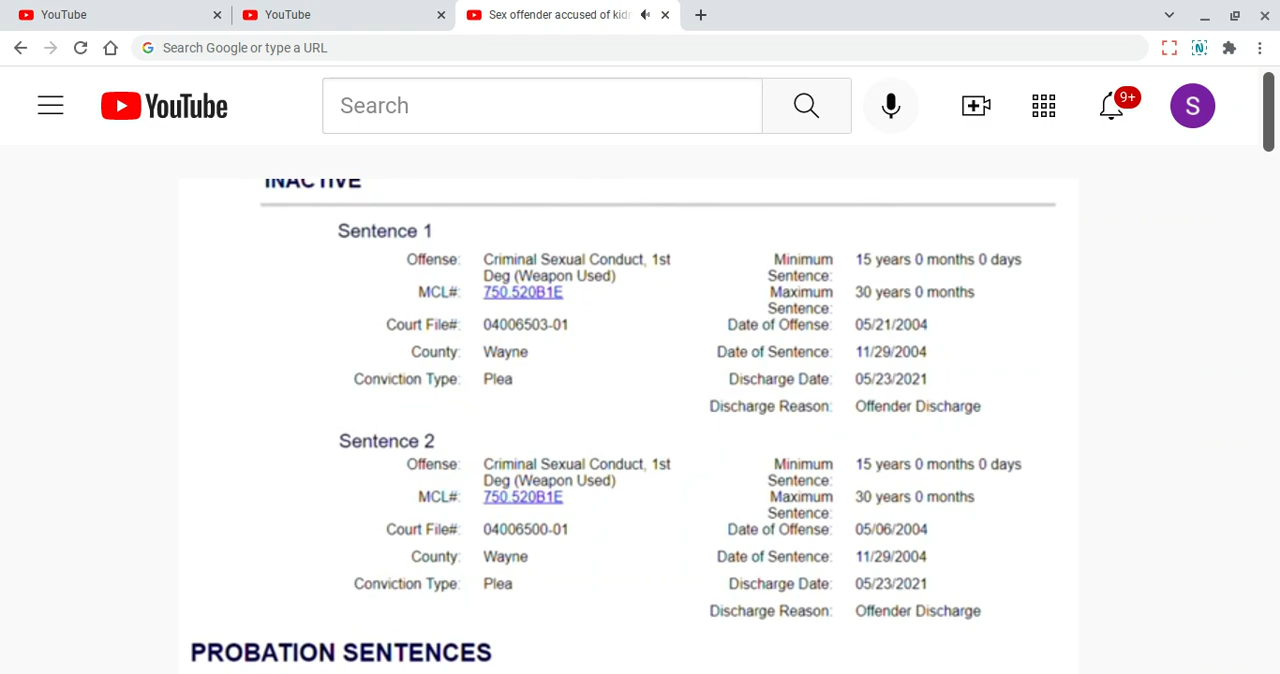 YouTube
YouTube
Sex offender accused of kid
Search Google or type a URL
YouTube
Search
9+
S
INACTIVE
Sentence 1
Offense: Criminal Sexual Conduct, 1st Deg (Weapon Used) Minimum Sentence: 15 years 0 months 0 days
MCL#: 750.520B1E Maximum Sentence: 30 years 0 months
Court File#: 04006503-01 Date of Offense: 05/21/2004
County: Wayne Date of Sentence: 11/29/2004
Conviction Type: Plea Discharge Date: 05/23/2021
Discharge Reason: Offender Discharge
Sentence 2
Offense: Criminal Sexual Conduct, 1st Deg (Weapon Used) Minimum Sentence: 15 years 0 months 0 days
MCL#: 750.520B1E Maximum Sentence: 30 years 0 months
Court File#: 04006500-01 Date of Offense: 05/06/2004
County: Wayne Date of Sentence: 11/29/2004
Conviction Type: Plea Discharge Date: 05/23/2021
Discharge Reason: Offender Discharge
PROBATION SENTENCES